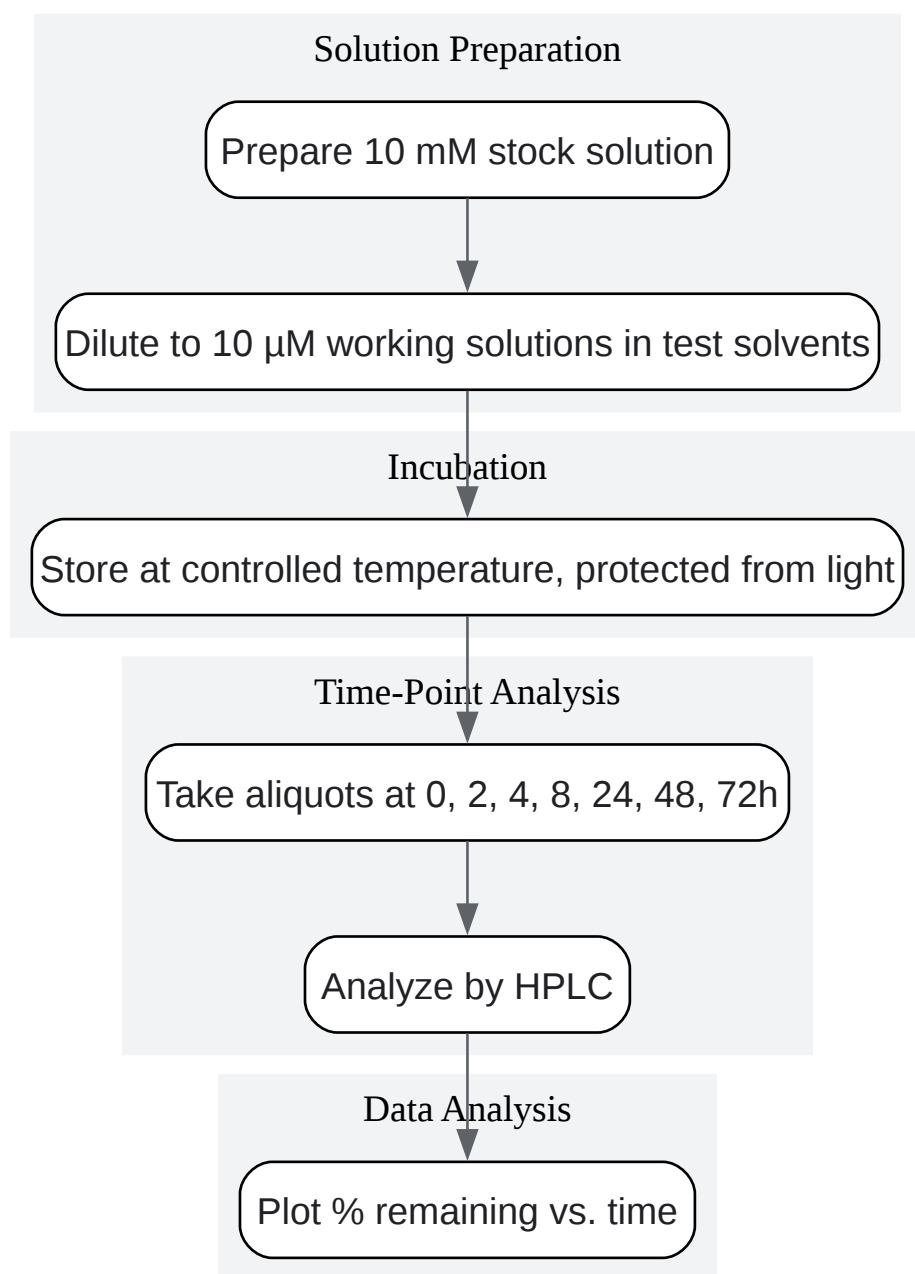 Solution Preparation
Prepare 10 mM stock solution
Dilute to 10 µM working solutions in test solvents
Incubation
Store at controlled temperature, protected from light
Time-Point Analysis
Take aliquots at 0, 2, 4, 8, 24, 48, 72h
Analyze by HPLC
Data Analysis
Plot % remaining vs. time